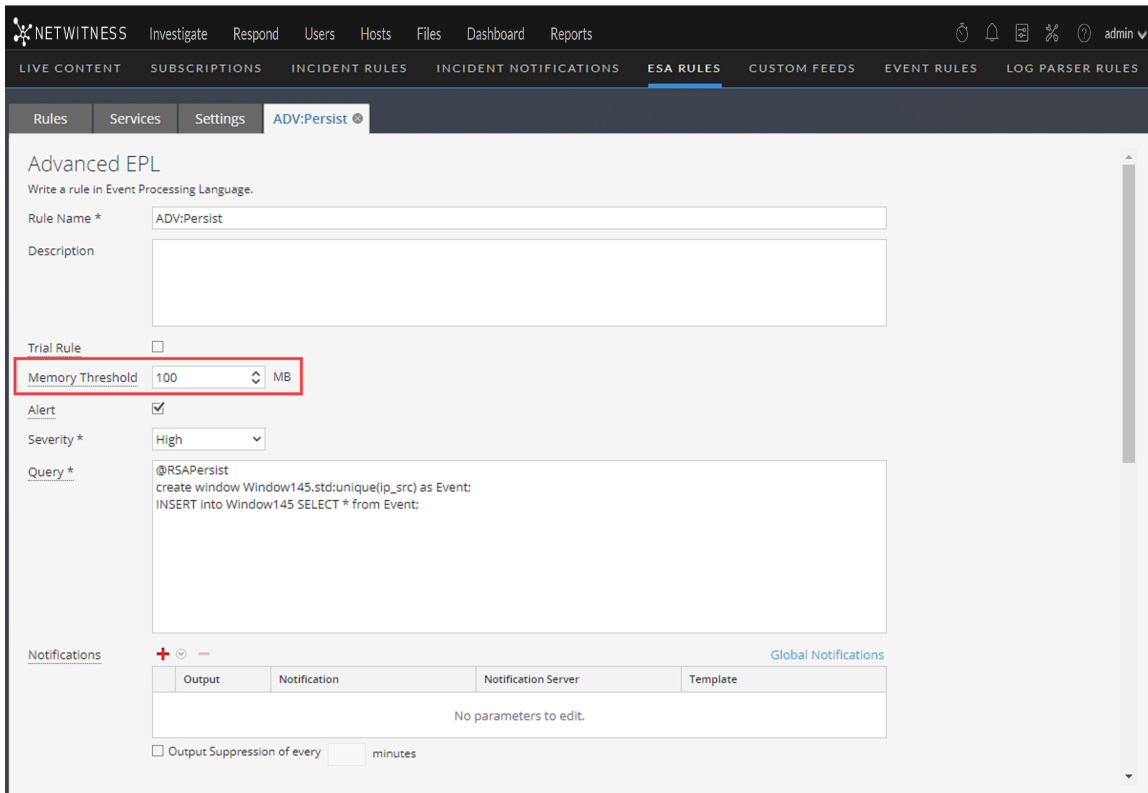 NETWITNESS Investigate Respond Users Hosts Files Dashboard Reports admin
LIVE CONTENT SUBSCRIPTIONS INCIDENT RULES INCIDENT NOTIFICATIONS ESA RULES CUSTOM FEEDS EVENT RULES LOG PARSER RULES
Rules Services Settings ADV:Persist
Advanced EPL
Write a rule in Event Processing Language.
Rule Name * ADV:Persist
Description
Trial Rule
Memory Threshold 100 MB
Alert
Severity * High
Query * @RSAPersist
create window Window145.std:unique(ip_src) as Event;
INSERT into Window145 SELECT * from Event;
Notifications Global Notifications
Output Notification Notification Server Template
No parameters to edit.
Output Suppression of every minutes